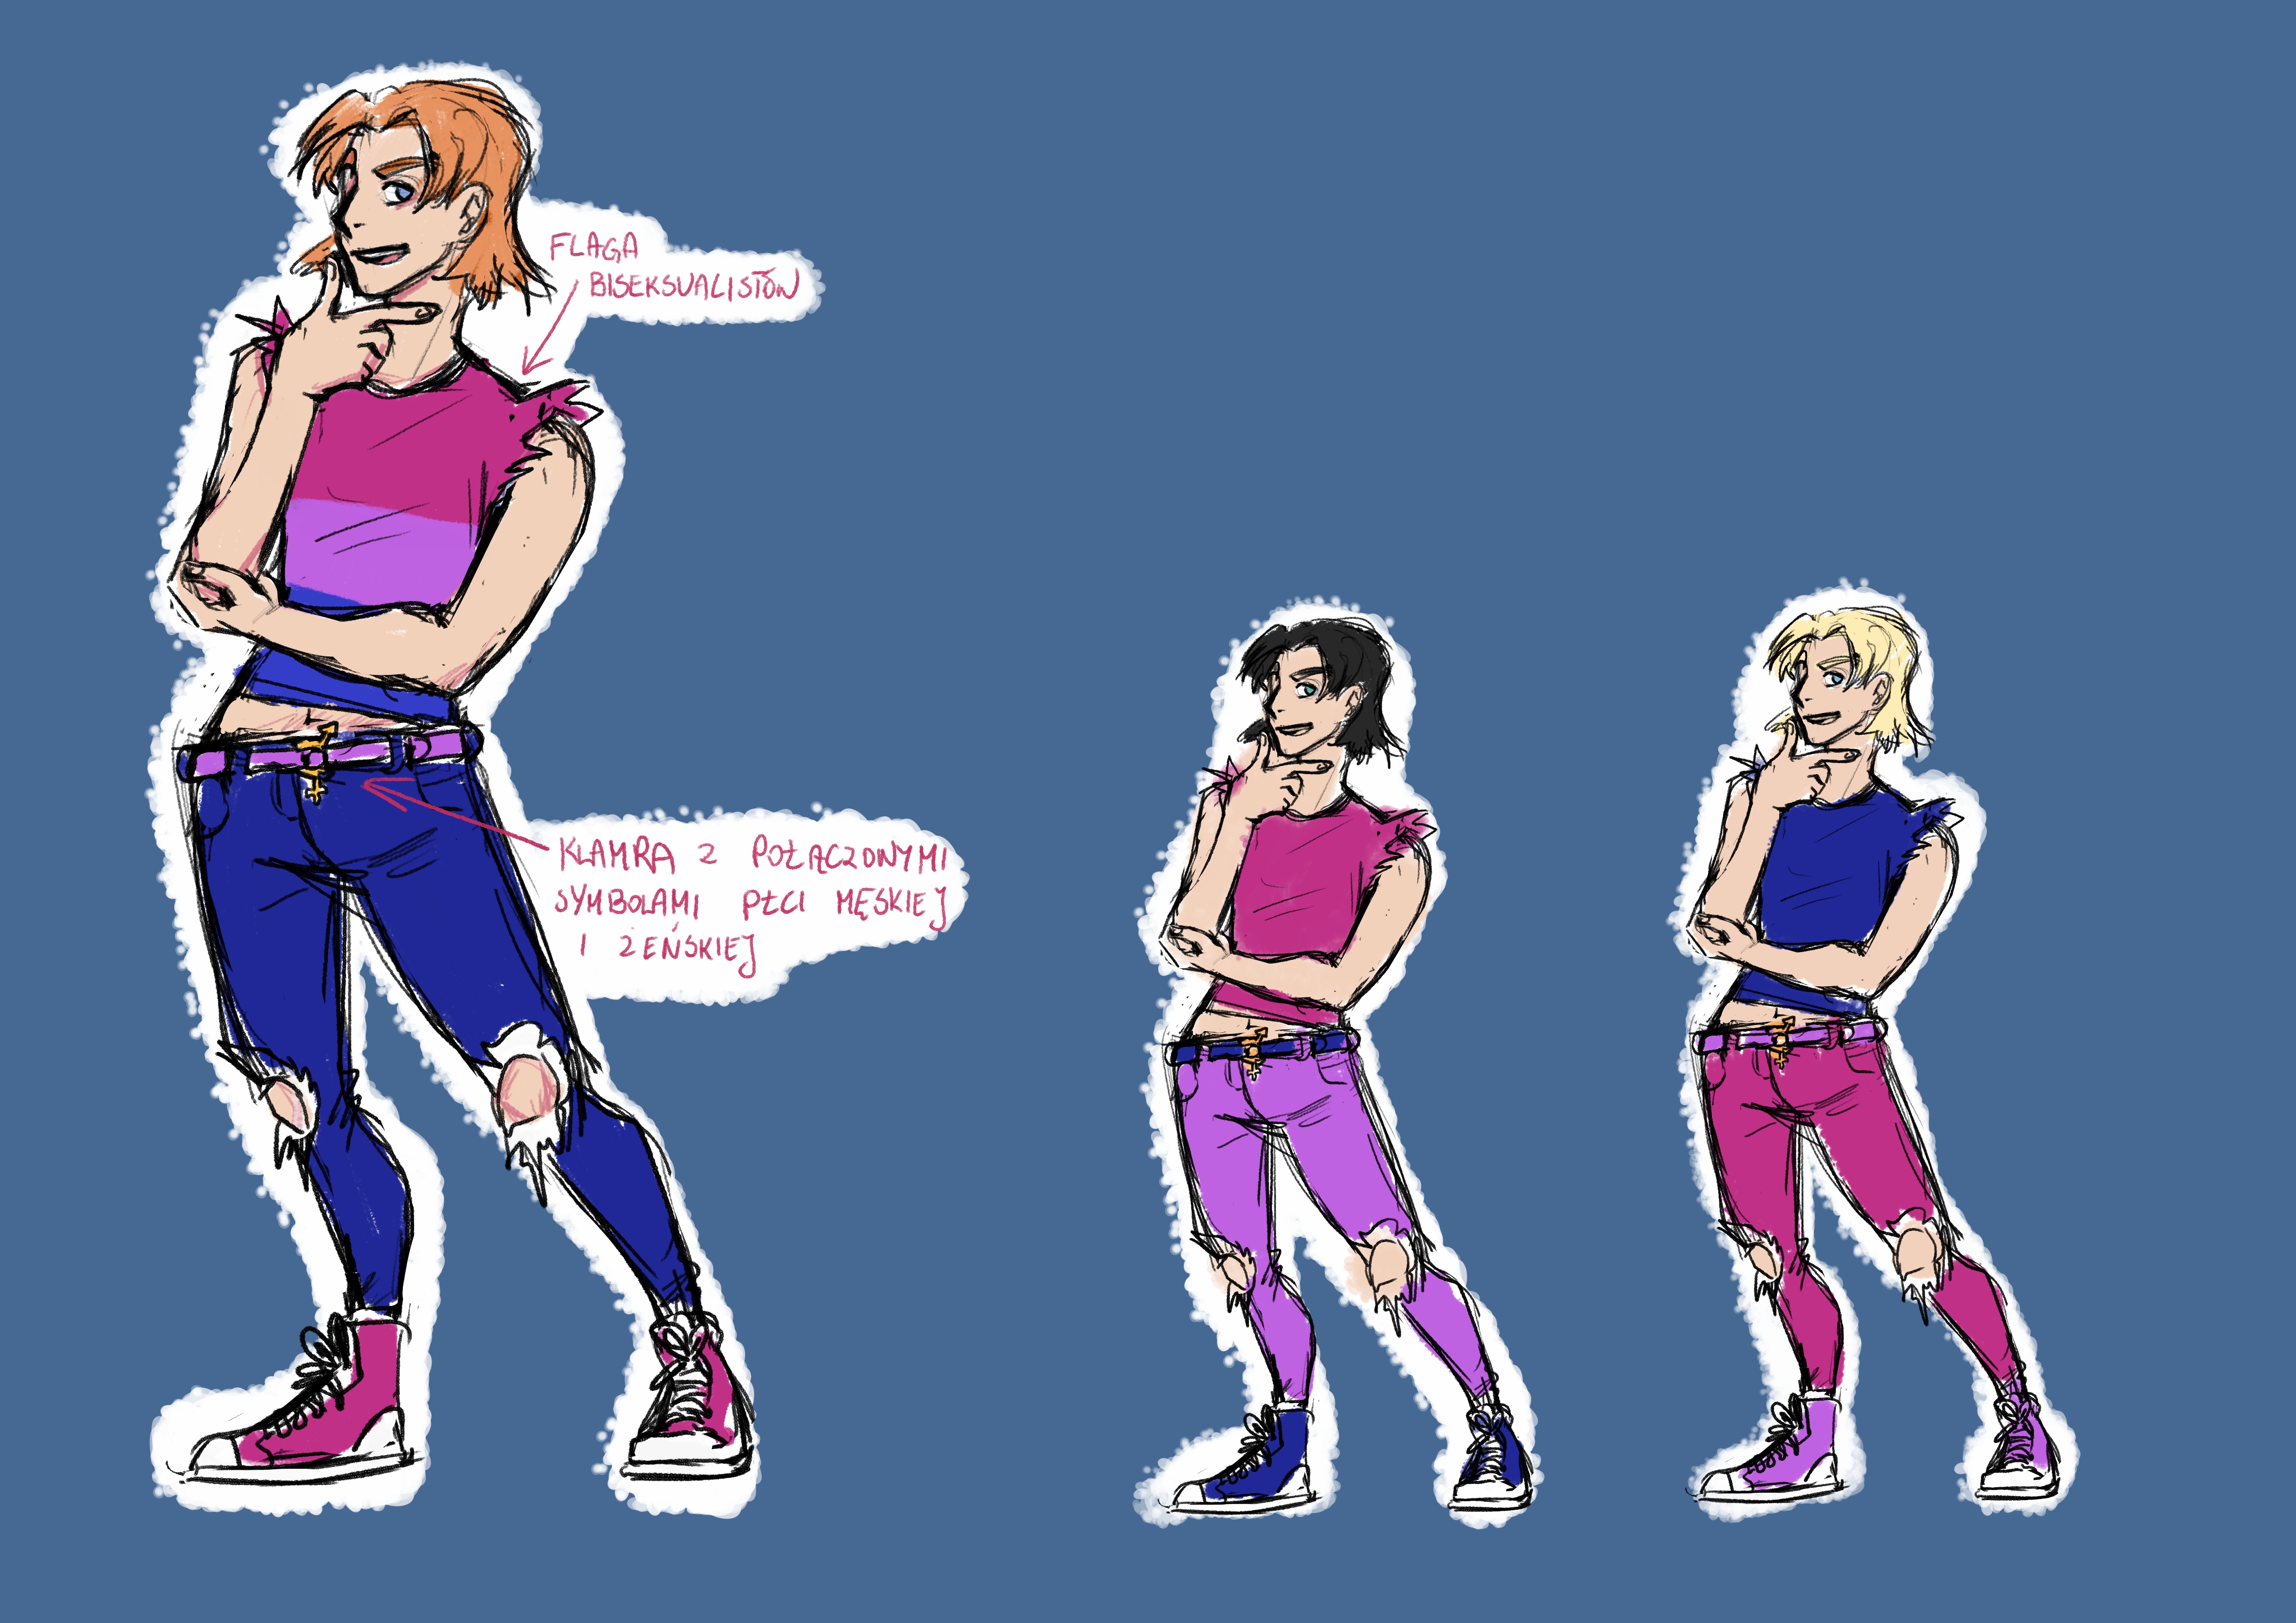 FLAGA
BISEKSUALISTÓW
KLAMRA Z POŁĄCZONYMI
SYMBOLAMI PŁCI MĘSKIEJ
I ŻEŃSKIEJ